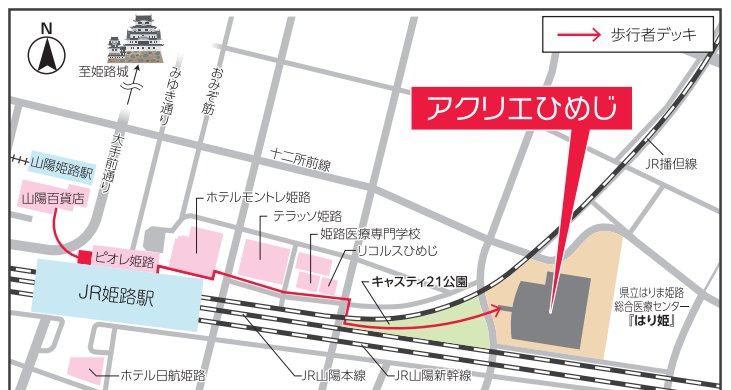 N
歩行者デッキ
至姫路城
みゆき通り
おみぞ筋
アクリエひめじ
大手前通り
十二所前線
JR播但線
山陽姫路駅
山陽百貨店
ホテルモントレ姫路
テラッソ姫路
姫路医療専門学校
リコルスひめじ
ピオレ姫路
キャスティ21公園
JR姫路駅
県立はりま姫路
総合医療センター
『はり姫』
ホテル日航姫路
JR山陽本線
JR山陽新幹線